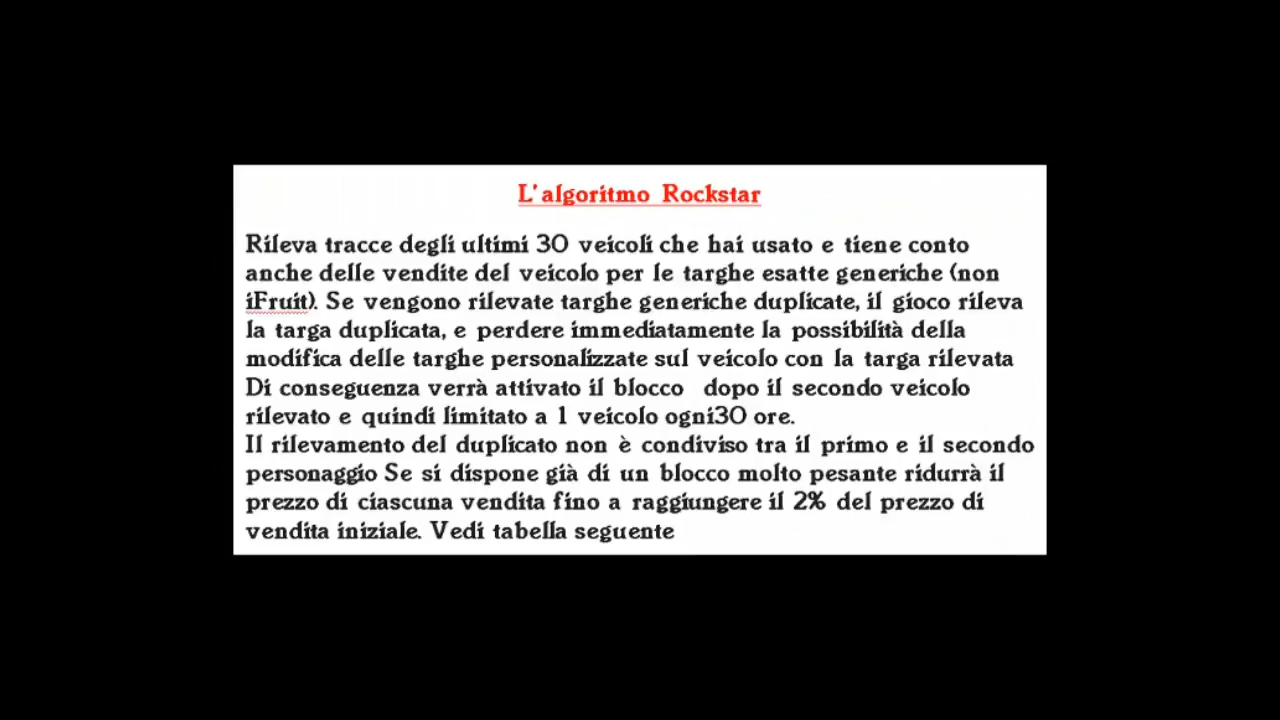 L'algoritmo Rockstar
Rileva tracce degli ultimi 30 veicoli che hai usato e tiene conto
anche delle vendite del veicolo per le targhe esatte generiche (non
iFruit). Se vengono rilevate targhe generiche duplicate, il gioco rileva
la targa duplicata, e perdere immediatamente la possibilità della
modifica delle targhe personalizzate sul veicolo con la targa rilevata
Di conseguenza verrà attivato il blocco dopo il secondo veicolo
rilevato e quindi limitato a 1 veicolo ogni30 ore.
Il rilevamento del duplicato non è condiviso tra il primo e il secondo
personaggio Se si dispone già di un blocco molto pesante ridurrà il
prezzo di ciascuna vendita fino a raggiungere il 2% del prezzo di
vendita iniziale. Vedi tabella seguente